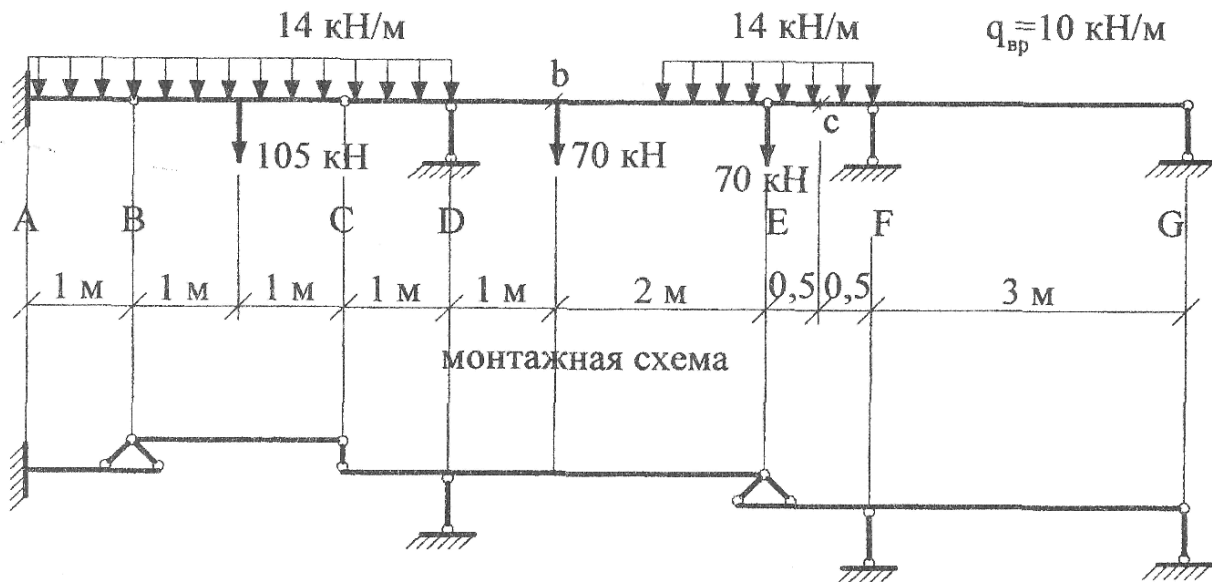 14 кН/м 14 кН/м qвр=10 кН/м
b
c
105 кН 70 кН 70 кН
A B C D E F G
1 м 1 м 1 м 1 м 1 м 2 м 0,5 0,5 3 м
монтажная схема